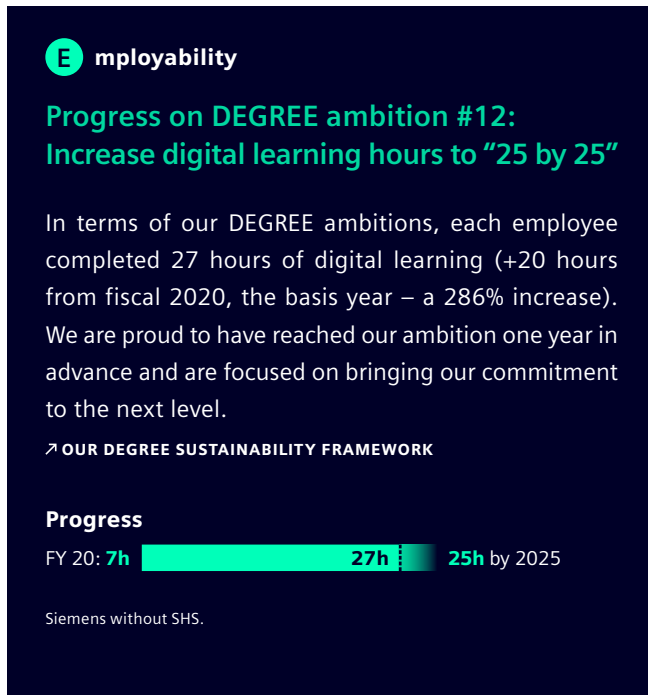 Employability
Progress on DEGREE ambition #12:
Increase digital learning hours to “25 by 25”
In terms of our DEGREE ambitions, each employee
completed 27 hours of digital learning (+20 hours
from fiscal 2020, the basis year – a 286% increase).
We are proud to have reached our ambition one year in
advance and are focused on bringing our commitment
to the next level.
↗ OUR DEGREE SUSTAINABILITY FRAMEWORK
Progress
FY 20: 7h 27h 25h by 2025
Siemens without SHS.